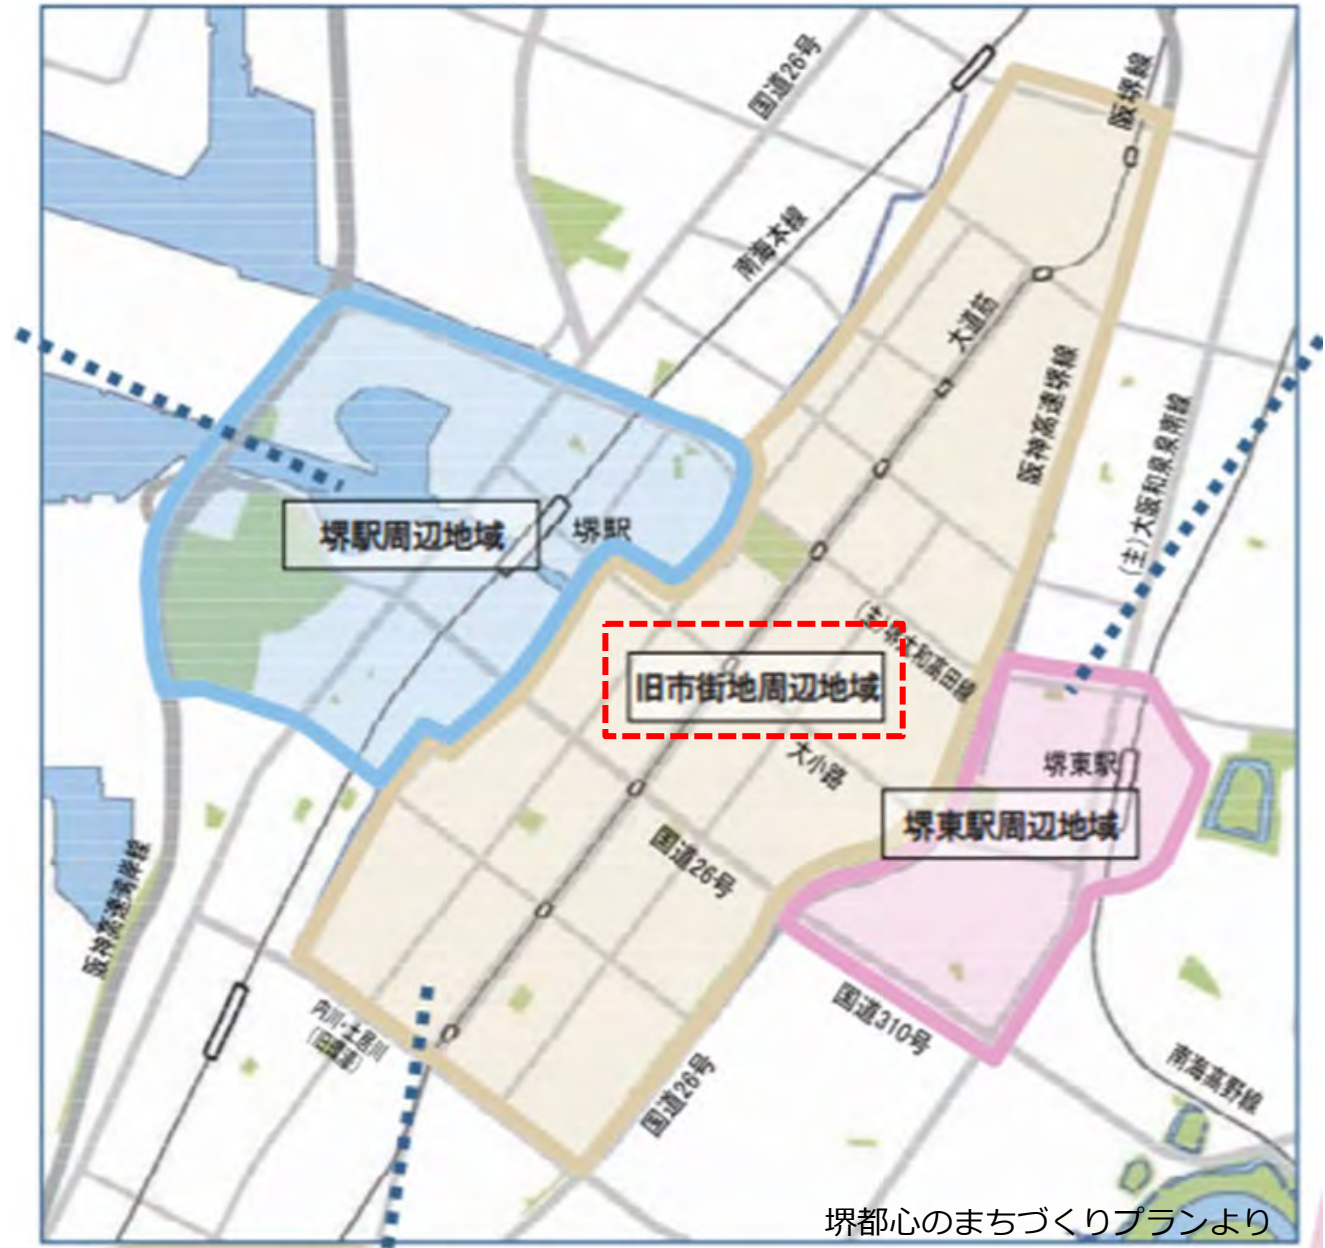 国道26号
阪堺線
南海本線
大道筋
阪神高速堺線
(主)大阪和泉泉南線
堺駅周辺地域
堺駅
(主)堺大和高田線
旧市街地周辺地域
大小路
堺東駅
堺東駅周辺地域
国道26号
阪神高速湾岸線
国道310号
内川・土居川
(旧環濠)
国道26号
南海高野線
堺都心のまちづくりプランより